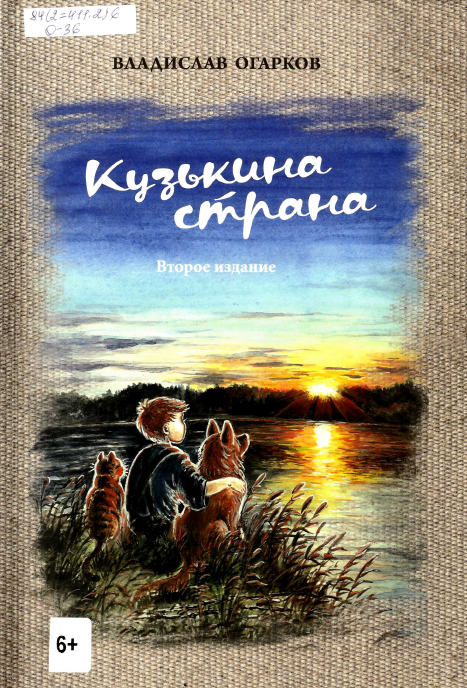 84(2=411.2)6
О-36
ВЛАДИСЛАВ ОГАРКОВ
Кузькина
страна
Второе издание
6+